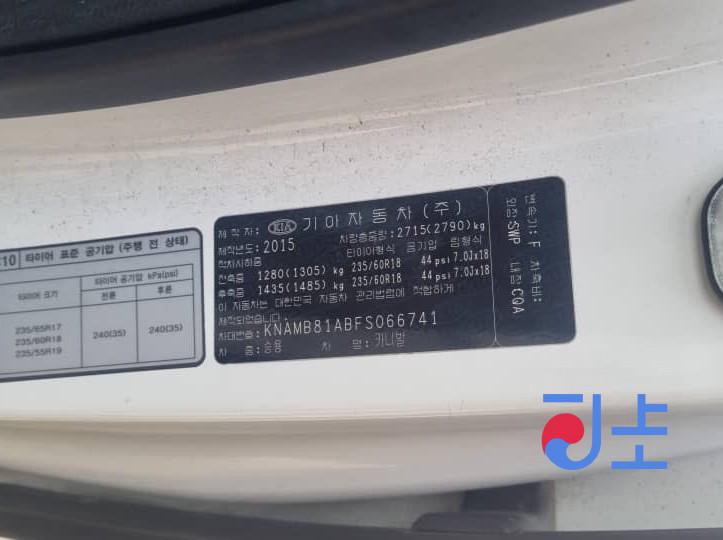 10 타이어 표준 공기압 (주행 전 상태)
타이어 크기 타이어 공기압 kPa(psi)
전륜 후륜
235/65R17
235/60R18
235/55R19
240(35) 240(35)
제 작 자: KIA 기아자동차(주)
제작년도:2015 차량총중량:2715(2790)kg
적차시하중 타이어형식 공기압 림형식
전축중 1280(1305) kg 235/60R18 44 psi 7.0Jx18
후축중 1435(1485) kg 235/60R18 44 psi 7.0Jx18
이 자동차는 대한민국 자동차 관리법령에 적합하게
제작되었습니다.
차대번호: KNAMB81ABFS066741
차 종: 승용 차 명: 카니발
변속기: F 차축비:
외장:SWP 내장:CQA